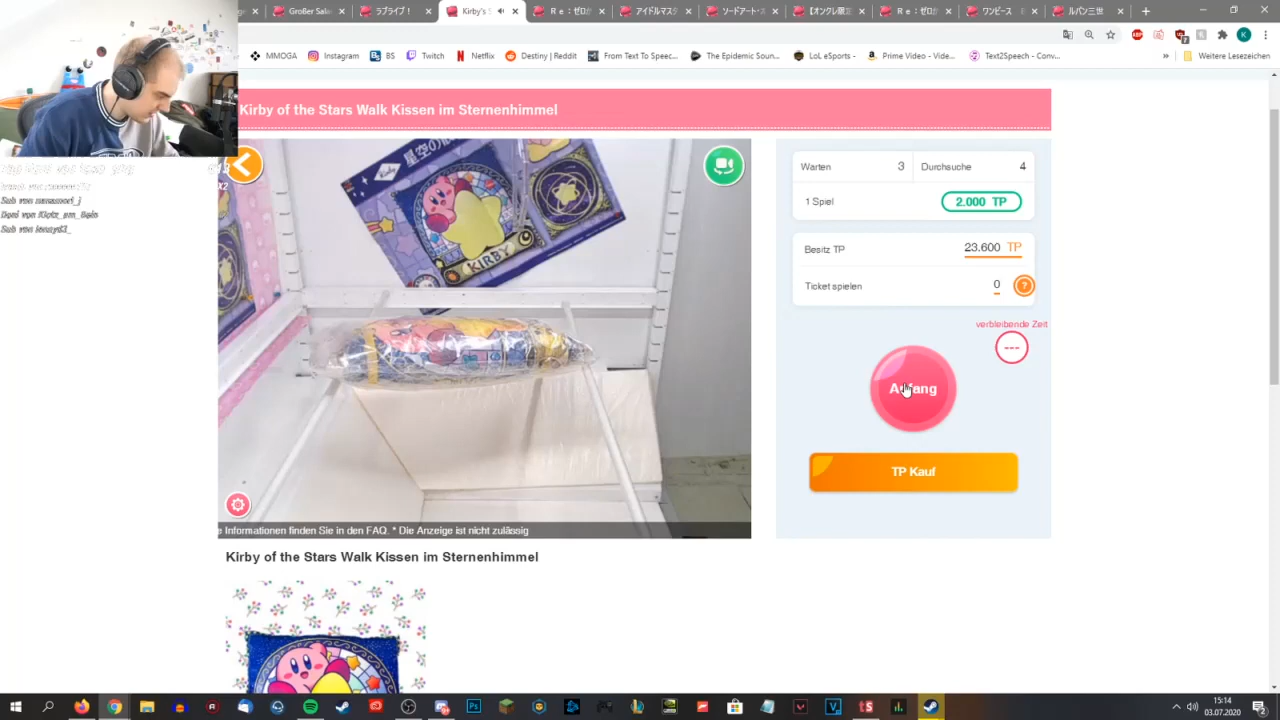 Großer Sale
ラブライブ！
Kirby's S
Re：ゼロか
アイドルマスタ
ソードアート
【オンクレ限定
Re：ゼロか
ワンピース
ルパン三世
MMOGA
Instagram
BS
Twitch
Netflix
Destiny | Reddit
From Text To Speec...
The Epidemic Soun...
LoL eSports -
Prime Video - Vide...
Text2Speech - Conv...
Weitere Lesezeichen
Kirby of the Stars Walk Kissen im Sternenhimmel
Sub von nanamori_j
Sub von lennyd3_
Kirby
星空の
KIRBY
Warten 3
Durchsuche 4
1 Spiel 2.000 TP
Besitz TP 23.600 TP
Ticket spielen 0 ?
verbleibende Zeit
---
Anfang
TP Kauf
e Informationen finden Sie in den FAQ. * Die Anzeige ist nicht zulässig
Kirby of the Stars Walk Kissen im Sternenhimmel
15:14
03.07.2020